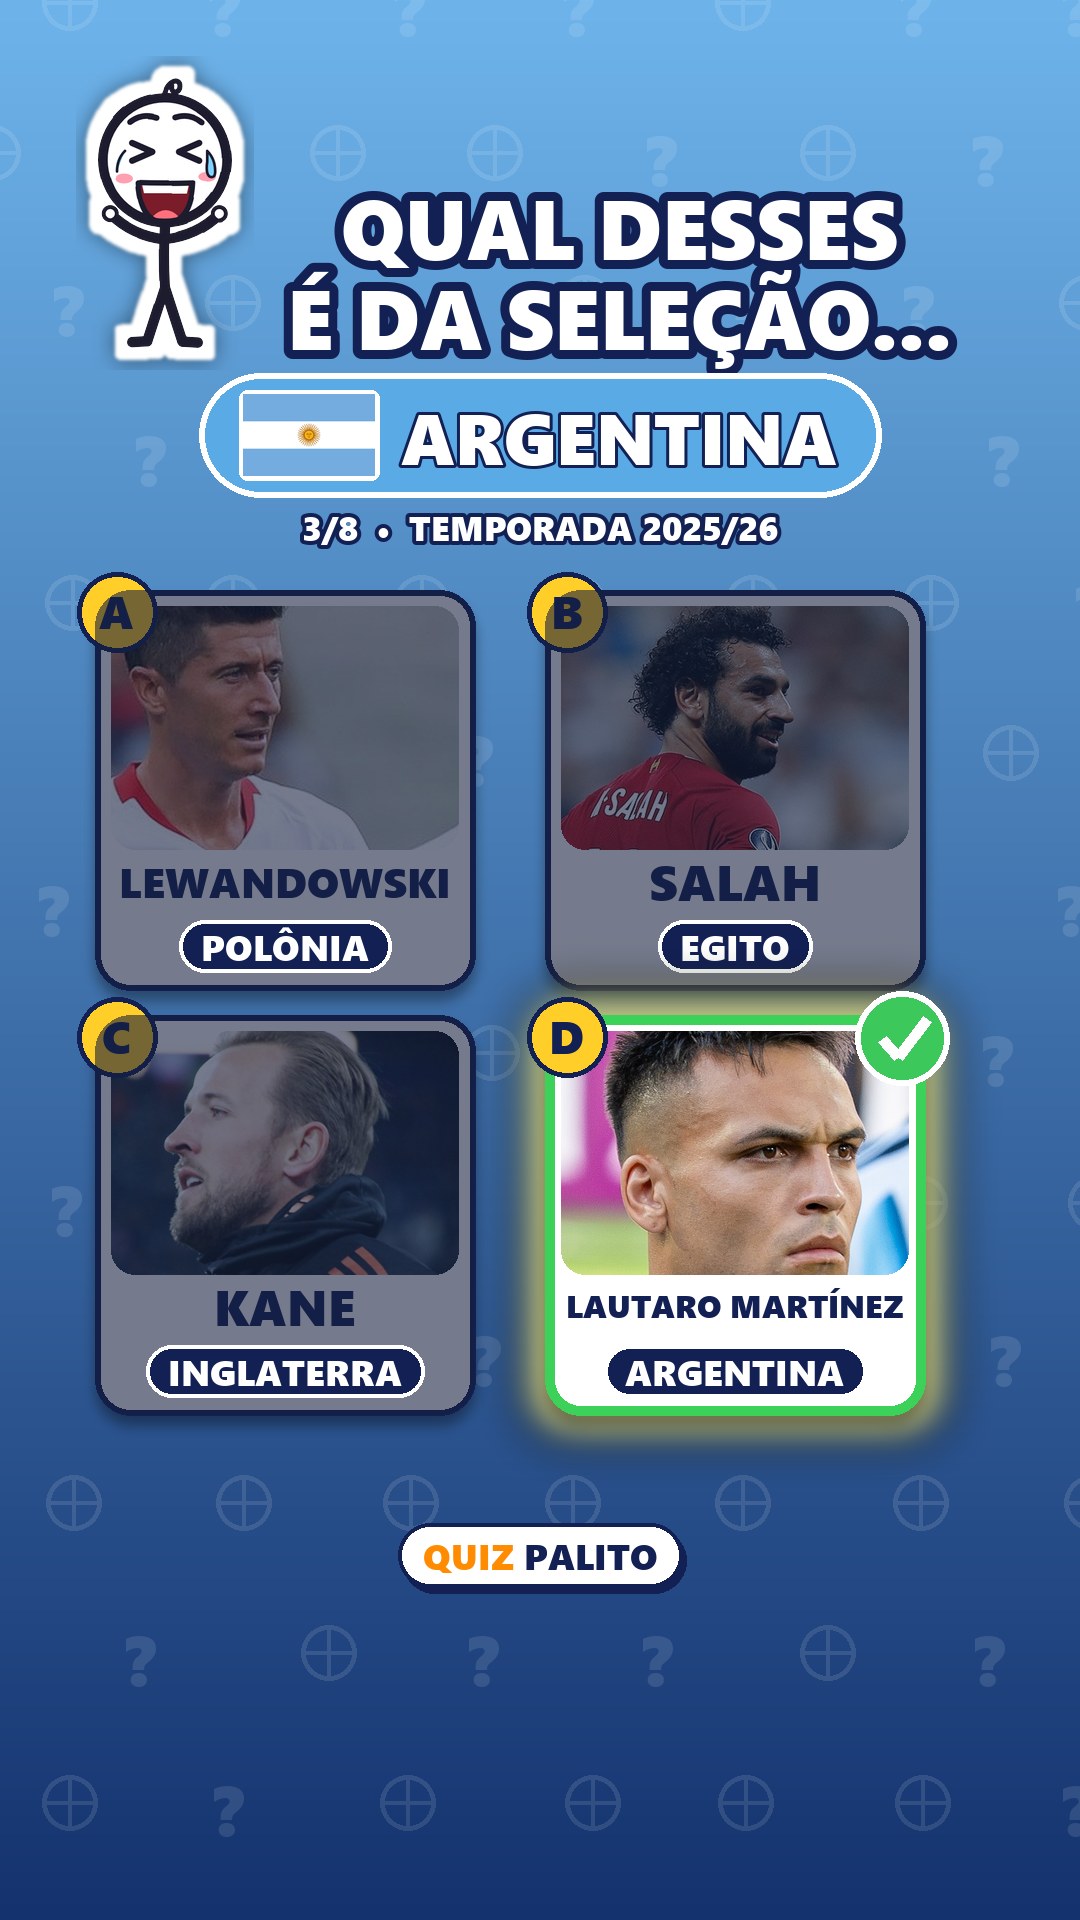 QUAL DESSES
É DA SELEÇÃO...
ARGENTINA
3/8 • TEMPORADA 2025/26
A
B
SALAH
LEWANDOWSKI
SALAH
POLÔNIA
EGITO
C
D
KANE
LAUTARO MARTÍNEZ
INGLATERRA
ARGENTINA
QUIZ PALITO